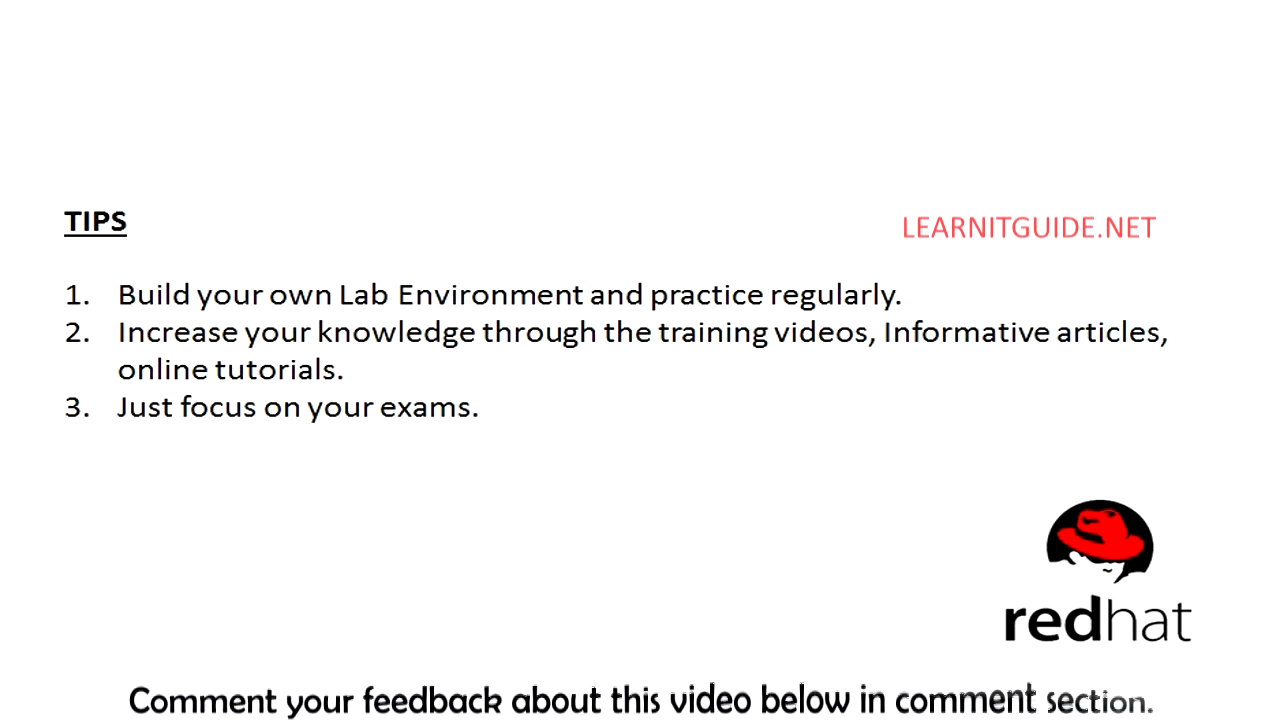 TIPS
LEARNITGUIDE.NET
1. Build your own Lab Environment and practice regularly.
2. Increase your knowledge through the training videos, Informative articles,
online tutorials.
3. Just focus on your exams.
redhat
Comment your feedback about this video below in comment section.